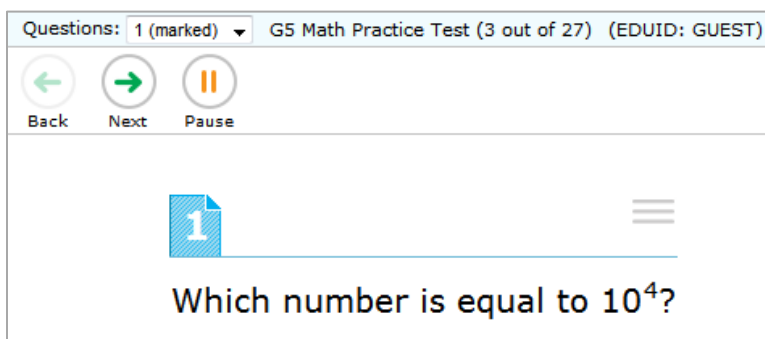 Questions: 1 (marked) G5 Math Practice Test (3 out of 27) (EDUID: GUEST)
Back Next Pause
1
Which number is equal to 10⁴?